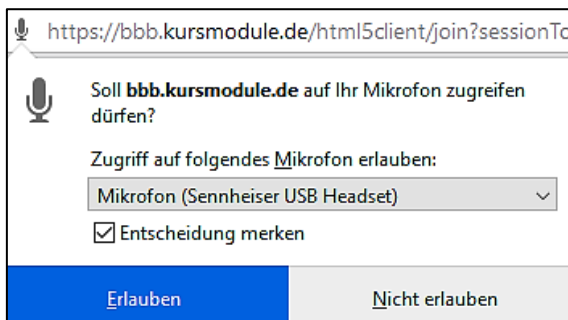 https://bbb.kursmodule.de/html5client/join?sessionTo
Soll bbb.kursmodule.de auf Ihr Mikrofon zugreifen
dürfen?
Zugriff auf folgendes Mikrofon erlauben:
Mikrofon (Sennheiser USB Headset)
Entscheidung merken
Erlauben
Nicht erlauben